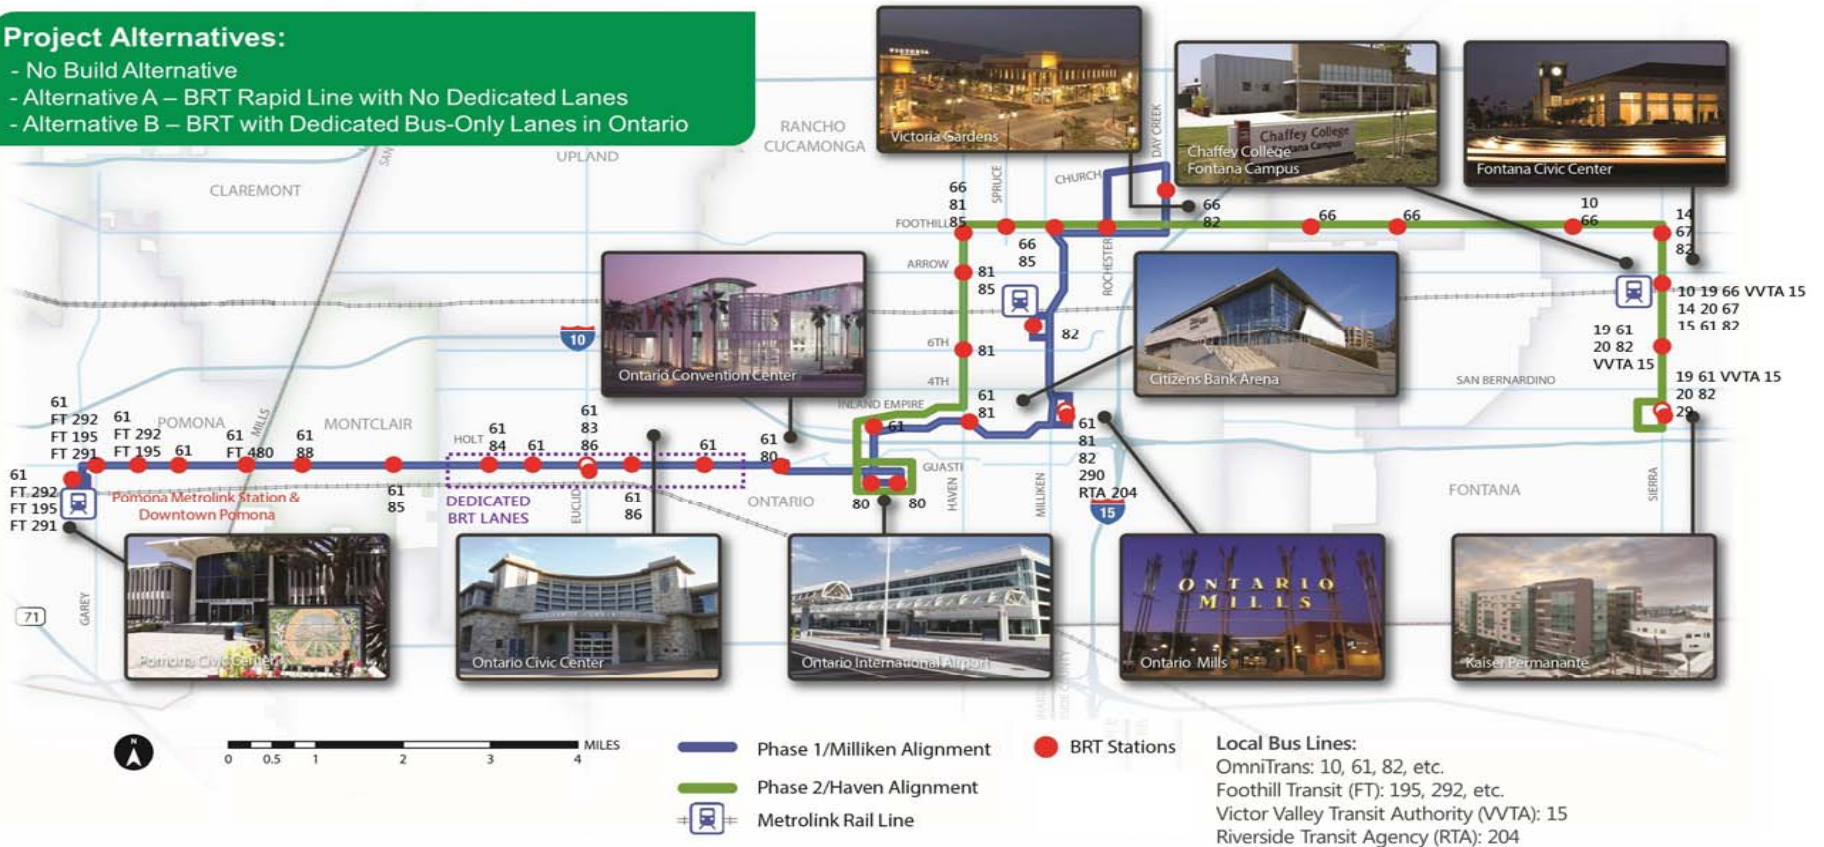 Project Alternatives:
- No Build Alternative
- Alternative A – BRT Rapid Line with No Dedicated Lanes
- Alternative B – BRT with Dedicated Bus-Only Lanes in Ontario
Victoria Gardens
Chaffey College
Fontana Campus
Chaffey College
Fontana Campus
Fontana Civic Center
RANCHO
CUCAMONGA
UPLAND
CLAREMONT
SAN
DAY CREEK
SPRUCE
CHURCH
66
81
85
FOOTHILL
66
82
66
66
10
66
14
67
82
66
85
ROCHESTER
ARROW
81
85
10 19 66 VVTA 15
14 20 67
15 61 82
Ontario Convention Center
10
6TH
81
82
Citizens Bank Arena
19 61
20 82
VVTA 15
4TH
SAN BERNARDINO
19 61 VVTA 15
20 82
29
INLAND EMPIRE
61
81
61
61
FT 292
FT 195
FT 291
61
FT 292
FT 195
POMONA
61
MILLS
61
FT 480
MONTCLAIR
61
88
HOLT
61
84
61
61
83
86
61
61
80
61
81
82
290
RTA 204
15
61
FT 292
FT 195
FT 291
Pomona Metrolink Station &
Downtown Pomona
61
85
DEDICATED
BRT LANES
EUCLID
61
86
ONTARIO
GUASTI
80
80
HAVEN
MILLIKEN
FONTANA
SIERRA
71
GAREY
Pomona Civic Center
Ontario Civic Center
Ontario International Airport
ONTARIO
MILLS
Ontario Mills
Kaiser Permanante
N
MILES
0 0.5 1 2 3 4
Phase 1/Milliken Alignment
Phase 2/Haven Alignment
Metrolink Rail Line
BRT Stations
Local Bus Lines:
OmniTrans: 10, 61, 82, etc.
Foothill Transit (FT): 195, 292, etc.
Victor Valley Transit Authority (VVTA): 15
Riverside Transit Agency (RTA): 204